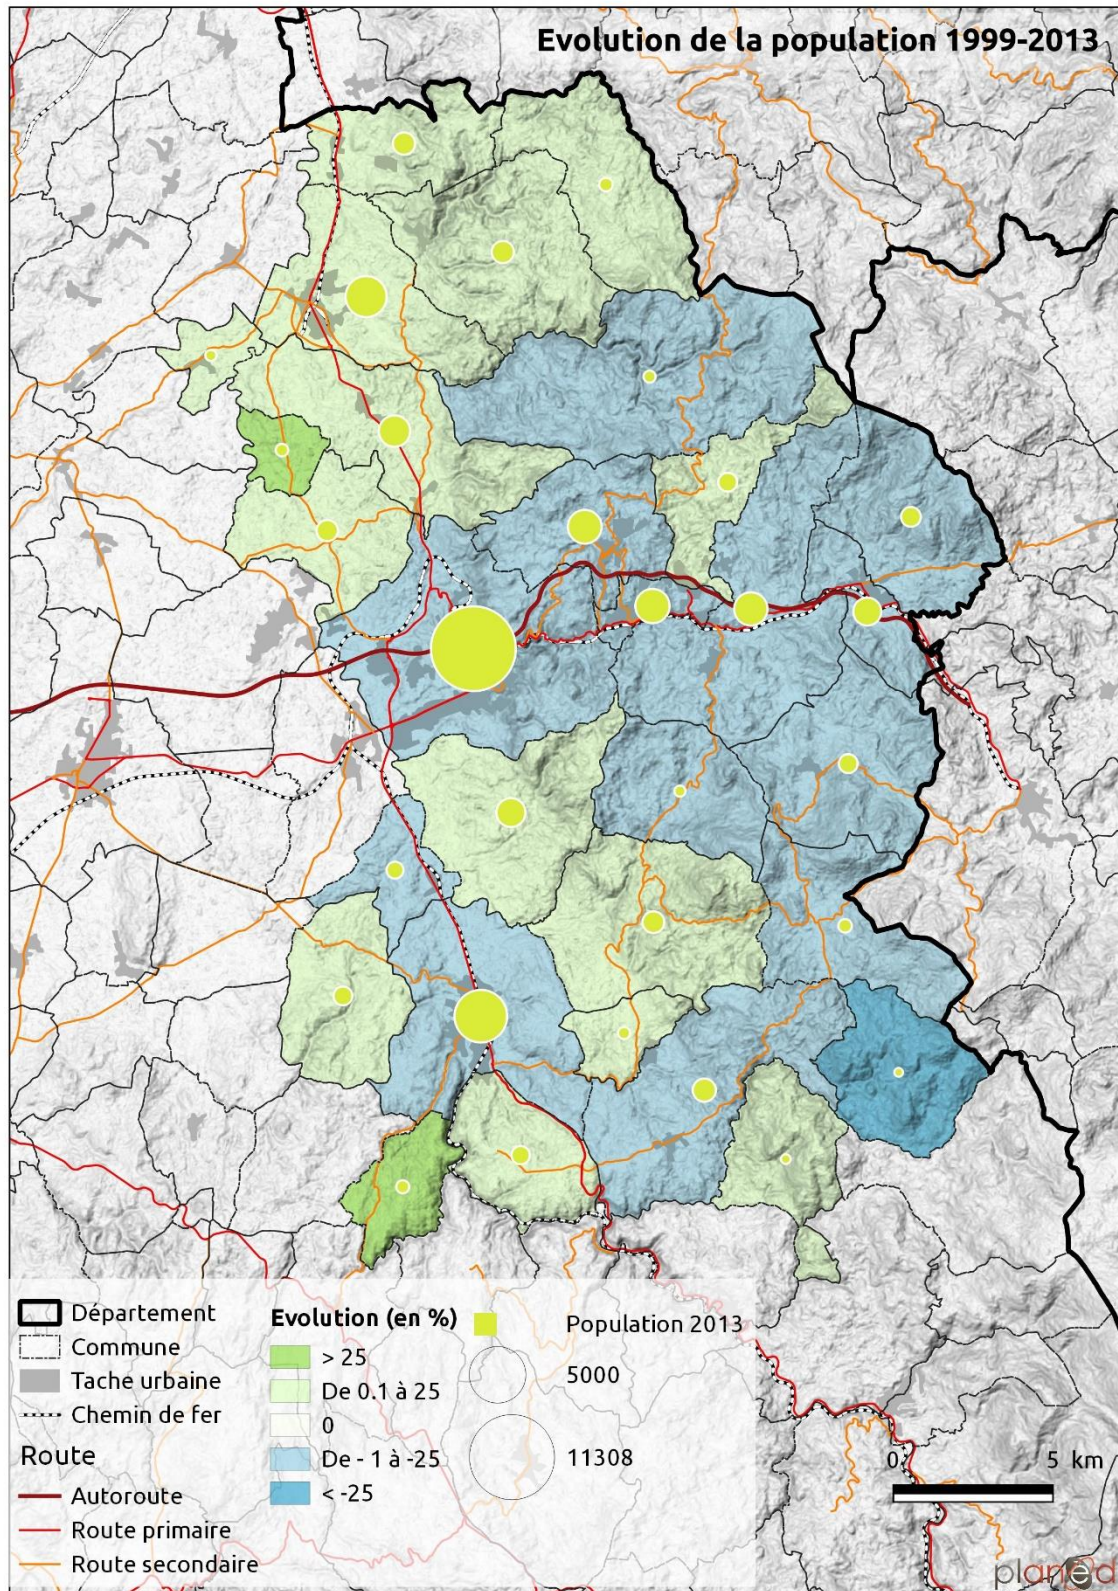 Evolution de la population 1999-2013
Département
Commune
Tache urbaine
Chemin de fer
Route
Autoroute
Route primaire
Route secondaire
Evolution (en %)
> 25
De 0.1 à 25
0
De - 1 à -25
< -25
Population 2013
5000
11308
0 5 km
planèd